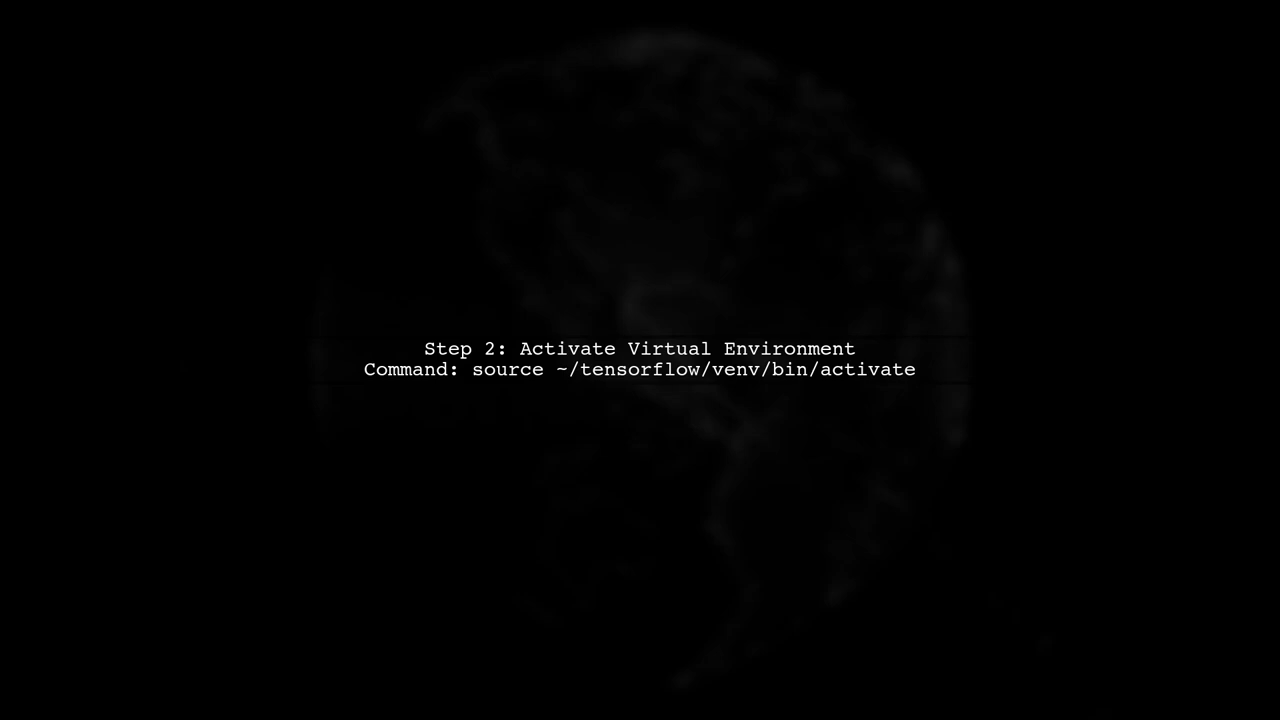 Step 2: Activate Virtual Environment
Command: source ~/tensorflow/venv/bin/activate